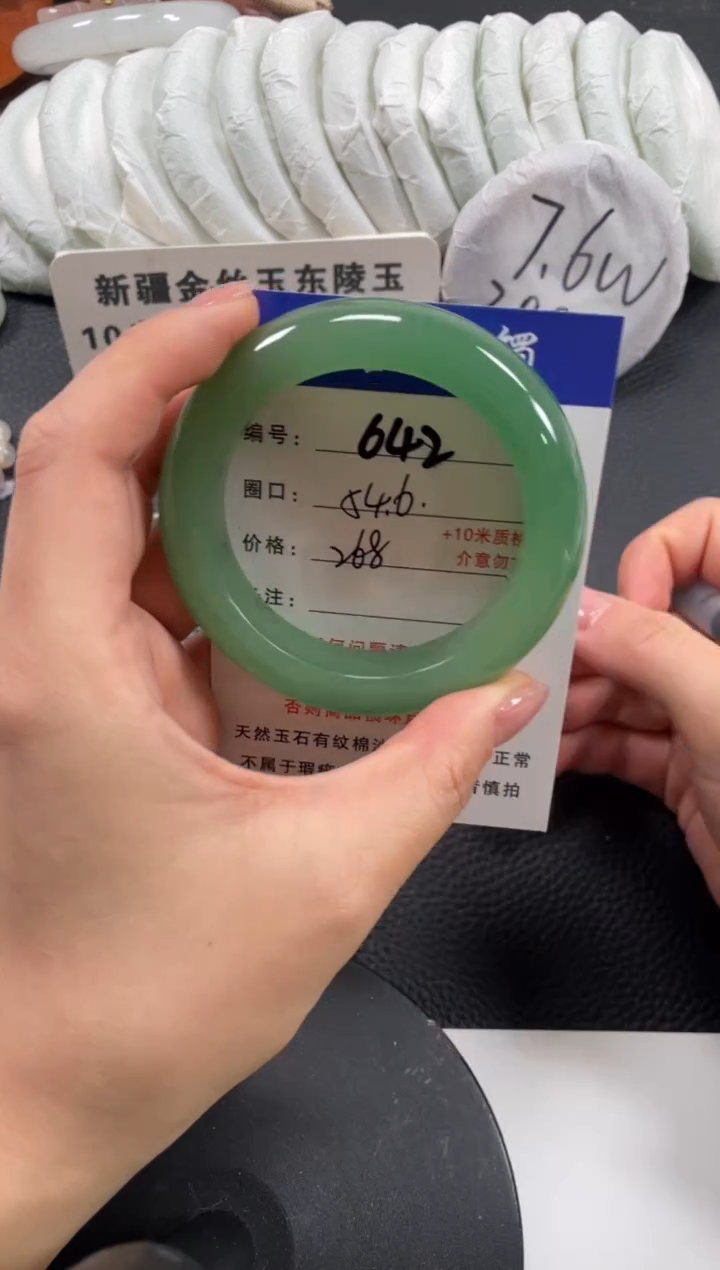 7.6w
新疆金丝玉东陵玉
10
镯
编号： 642
圈口： 54.6.
价格： 268
+10米质
介意勿
注：
天然玉石有纹棉
正常
不属于瑕
慎拍